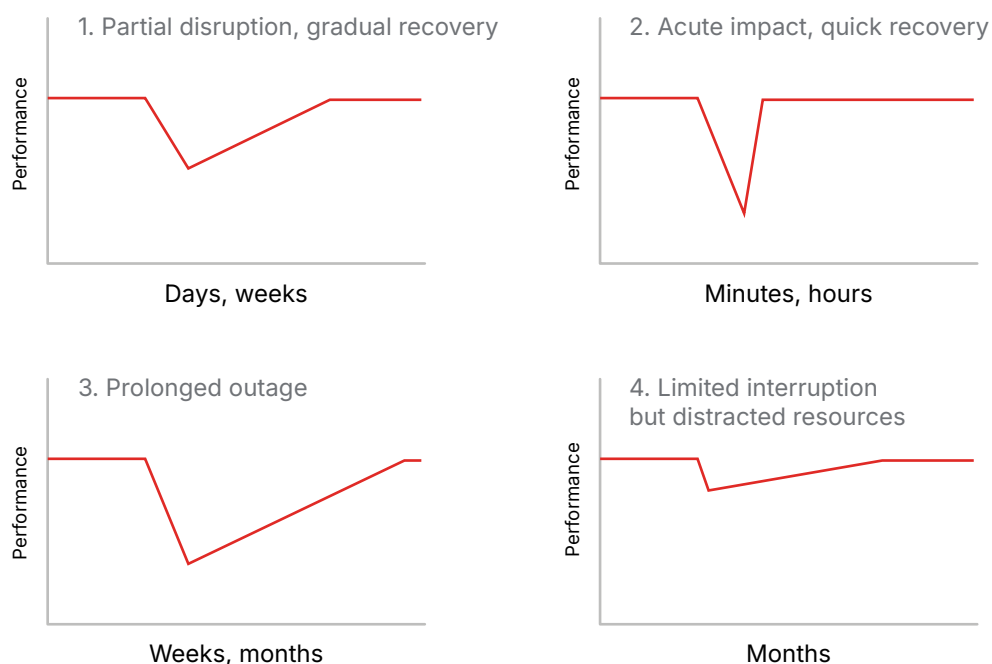 1. Partial disruption, gradual recovery
Performance
Days, weeks
2. Acute impact, quick recovery
Performance
Minutes, hours
3. Prolonged outage
Performance
Weeks, months
4. Limited interruption
but distracted resources
Performance
Months